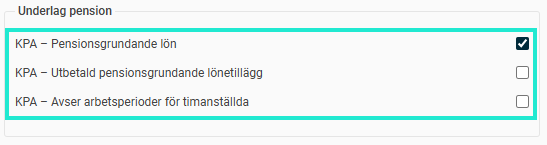 Underlag pension
KPA – Pensionsgrundande lön
KPA – Utbetald pensionsgrundande lönetillägg
KPA – Avser arbetsperioder för timanställda